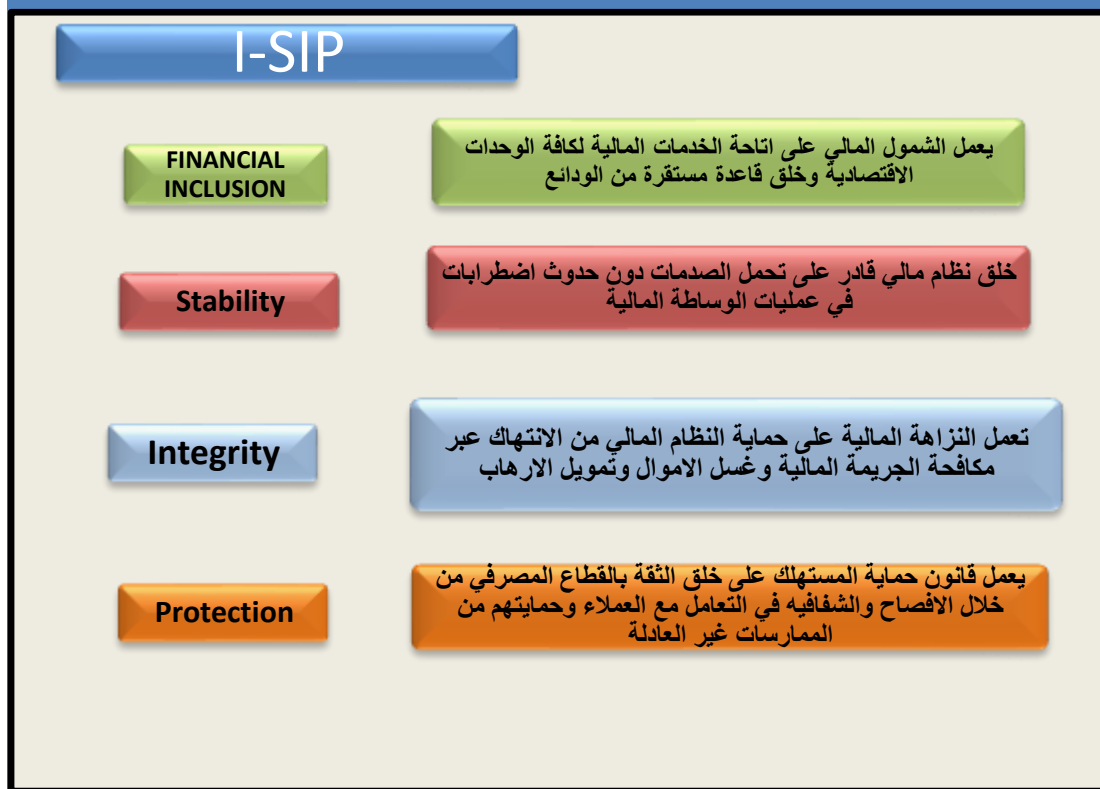 I-SIP
FINANCIAL
INCLUSION
يعمل الشمول المالي على اتاحة الخدمات المالية لكافة الوحدات
الاقتصادية وخلق قاعدة مستقرة من الودائع
Stability
خلق نظام مالي قادر على تحمل الصدمات دون حدوث اضطرابات
في عمليات الوساطة المالية
Integrity
تعمل النزاهة المالية على حماية النظام المالي من الانتهاك عبر
مكافحة الجريمة المالية وغسل الاموال وتمويل الارهاب
Protection
يعمل قانون حماية المستهلك على خلق الثقة بالقطاع المصرفي من
خلال الافصاح والشفافيه في التعامل مع العملاء وحمايتهم من
الممارسات غير العادلة